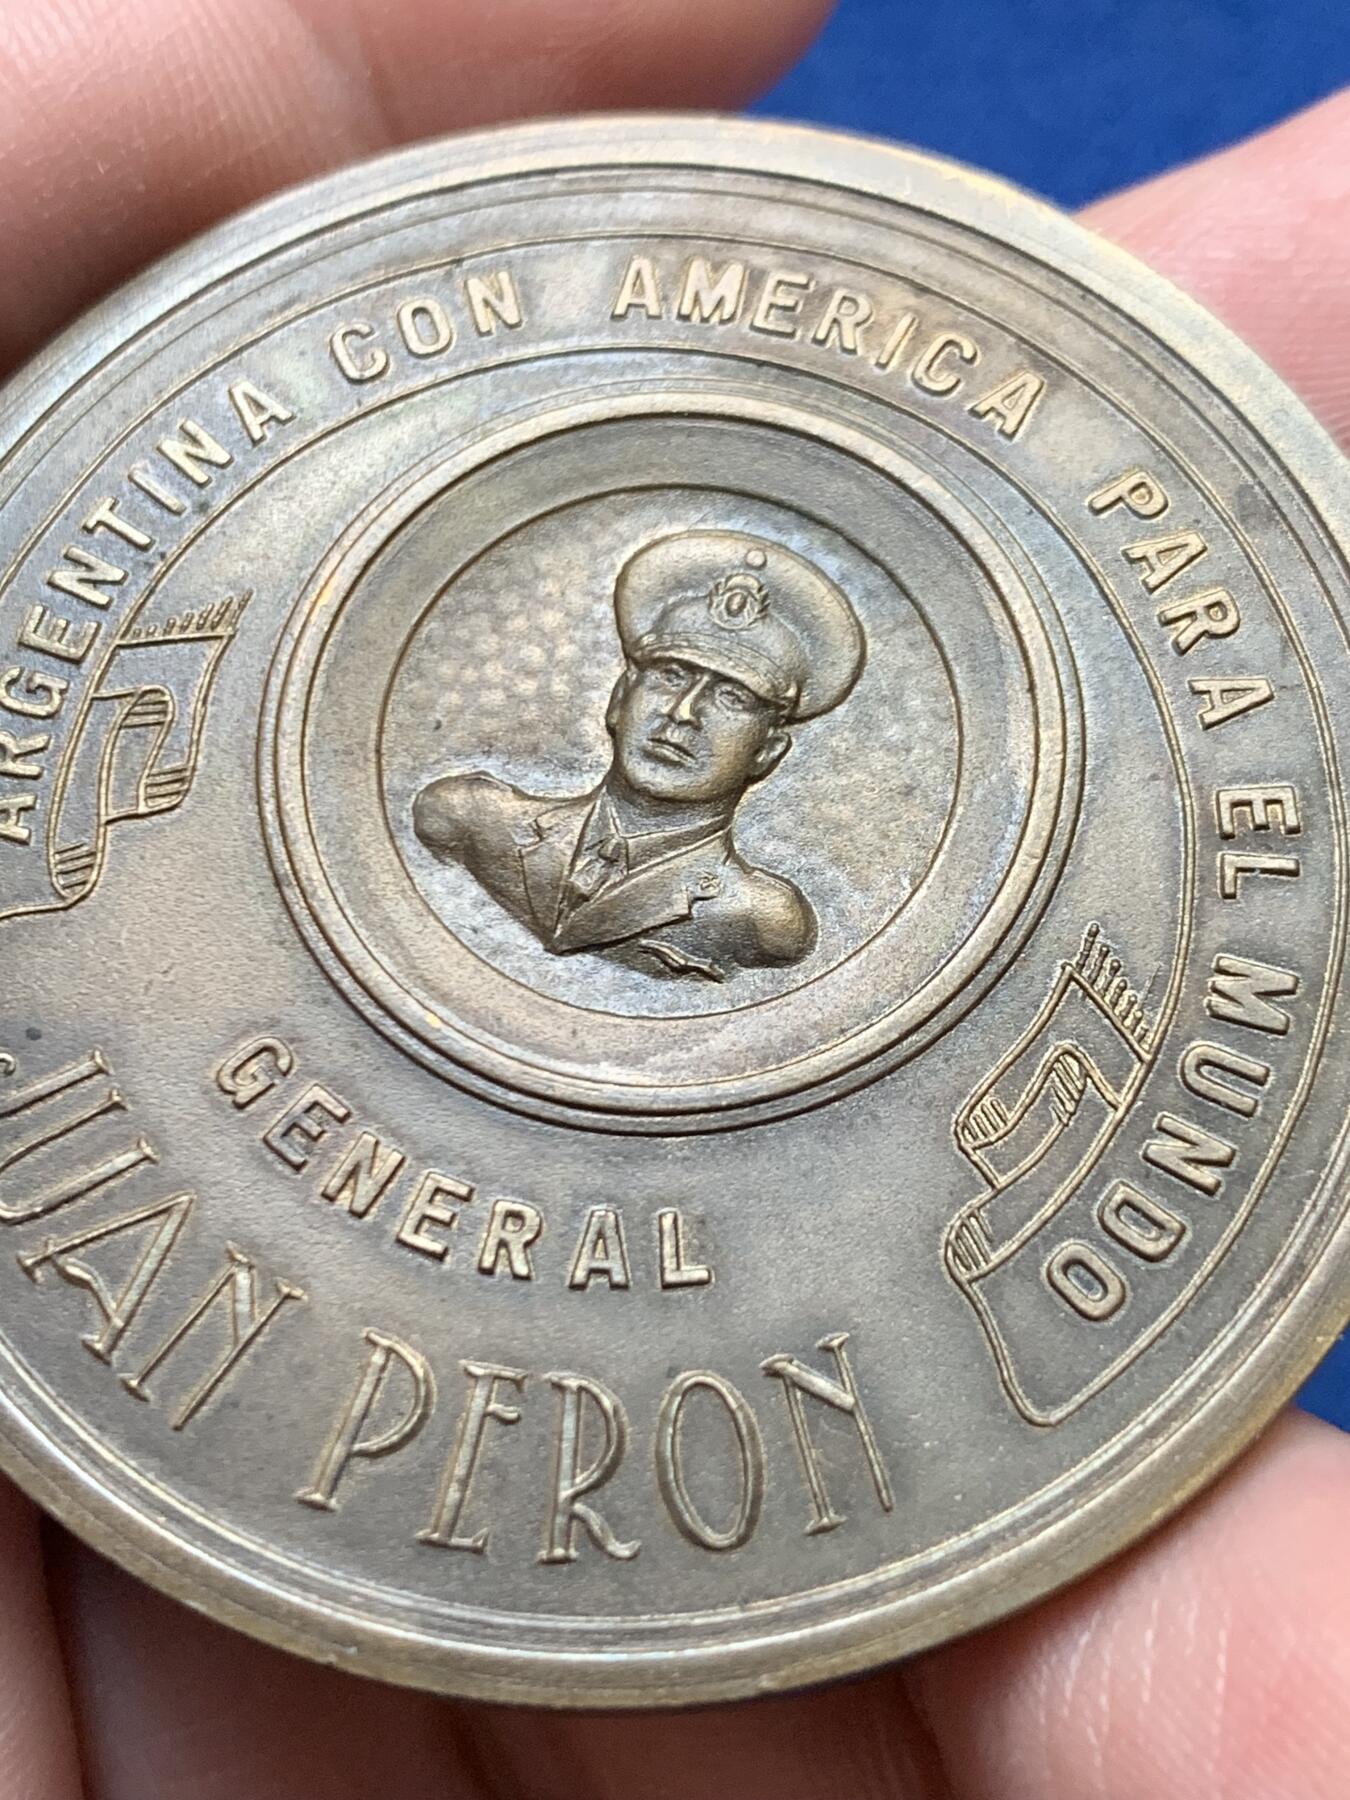 ARGENTINA CON AMERICA PARA EL MUNDO
GENERAL
JUAN PERON